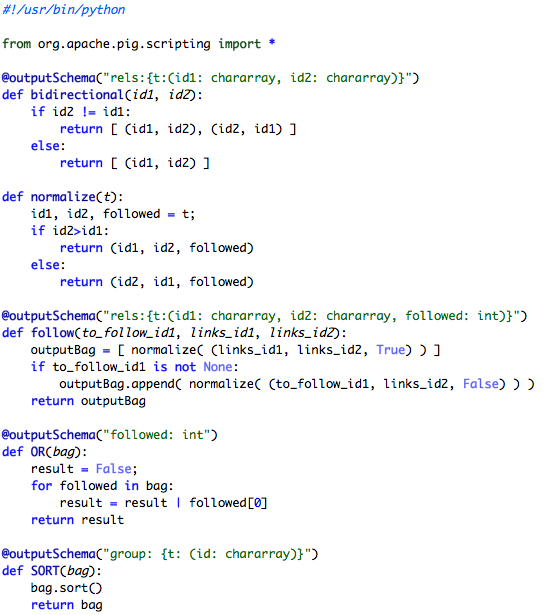 #!/usr/bin/python

from org.apache.pig.scripting import *

@outputSchema("rels:{t:(id1: chararray, id2: chararray)}")
def bidirectional(id1, id2):
    if id2 != id1:
        return [ (id1, id2), (id2, id1) ]
    else:
        return [ (id1, id2) ]

def normalize(t):
    id1, id2, followed = t;
    if id2>id1:
        return (id1, id2, followed)
    else:
        return (id2, id1, followed)

@outputSchema("rels:{t:(id1: chararray, id2: chararray, followed: int)}")
def follow(to_follow_id1, links_id1, links_id2):
    outputBag = [ normalize( (links_id1, links_id2, True) ) ]
    if to_follow_id1 is not None:
        outputBag.append( normalize( (to_follow_id1, links_id2, False) ) )
    return outputBag

@outputSchema("followed: int")
def OR(bag):
    result = False;
    for followed in bag:
        result = result | followed[0]
    return result

@outputSchema("group: {t: (id: chararray)}")
def SORT(bag):
    bag.sort()
    return bag